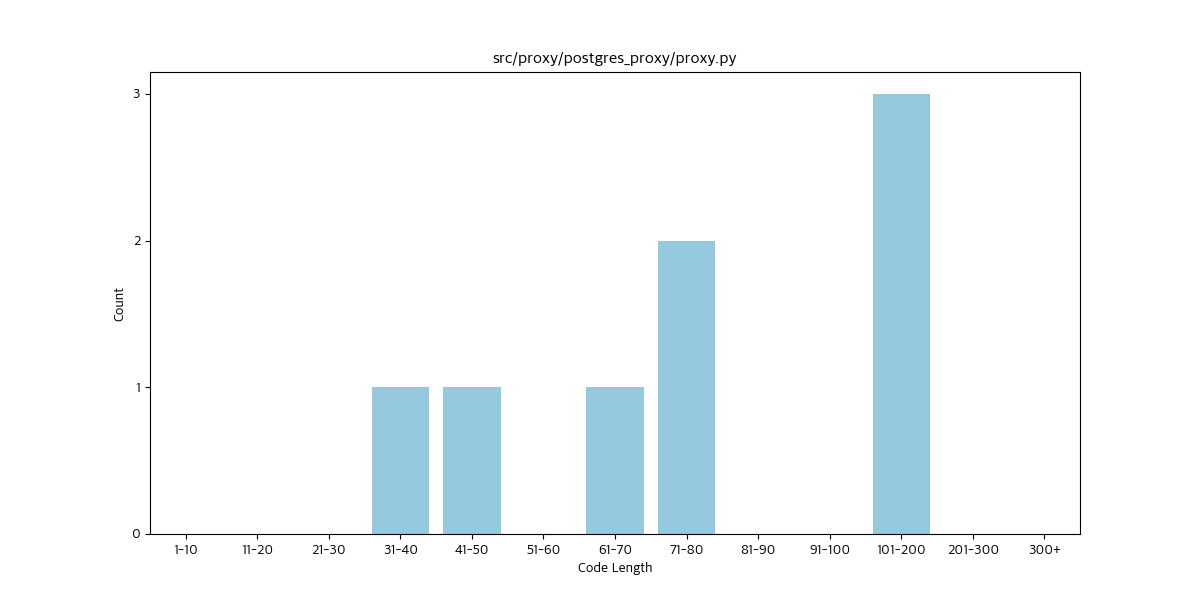 src/proxy/postgres_proxy/proxy.py
3
2
1
0
Count
1-10 11-20 21-30 31-40 41-50 51-60 61-70 71-80 81-90 91-100 101-200 201-300 300+
Code Length